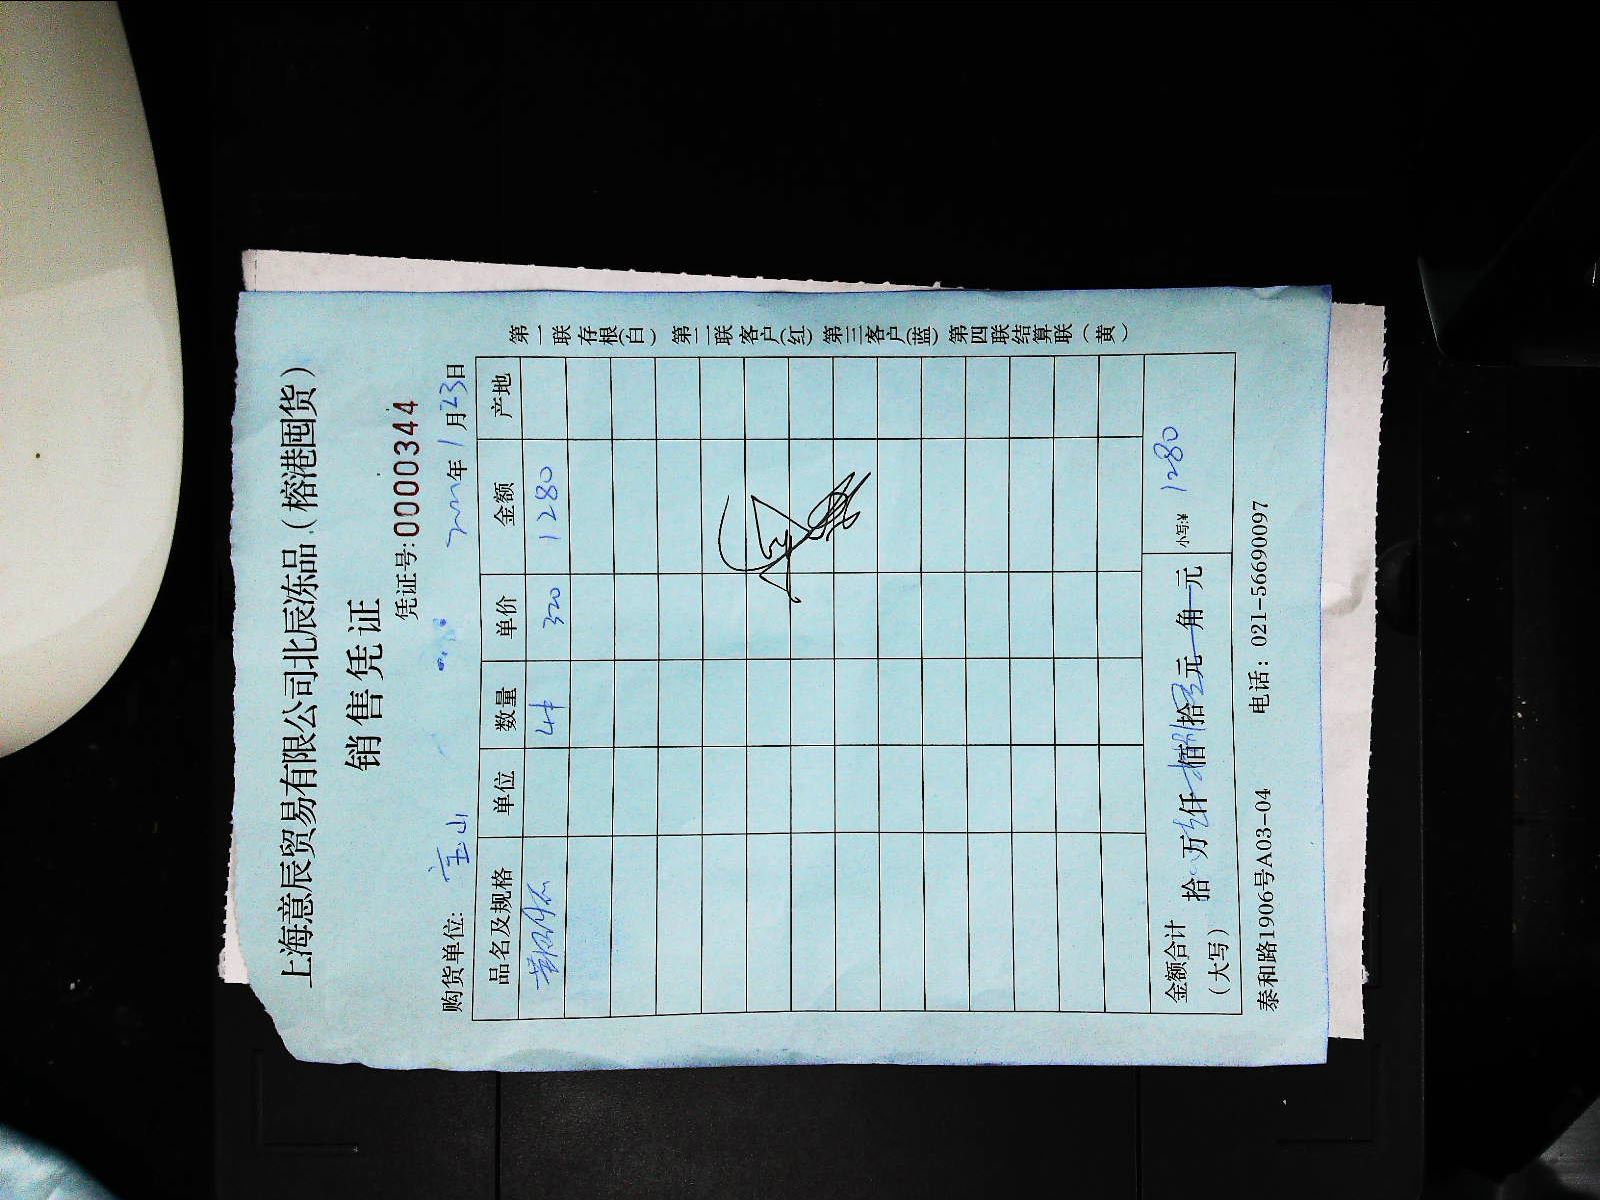 上海意辰贸易有限公司北辰冻品（榕港囤货）
销售凭证
凭证号:00000344
购货单位: 宝山 年1月23日
品名及规格 单位 数量 单价 金额 产地
4件 320 1280
金额合计（大写） 拾 万 仟 佰 拾 元 角 元 小写:¥ 1280
泰和路1906号A03-04 电话：021-56690097
第一联存根(白) 第二联客户(红) 第三客户(蓝) 第四联结算联（黄）